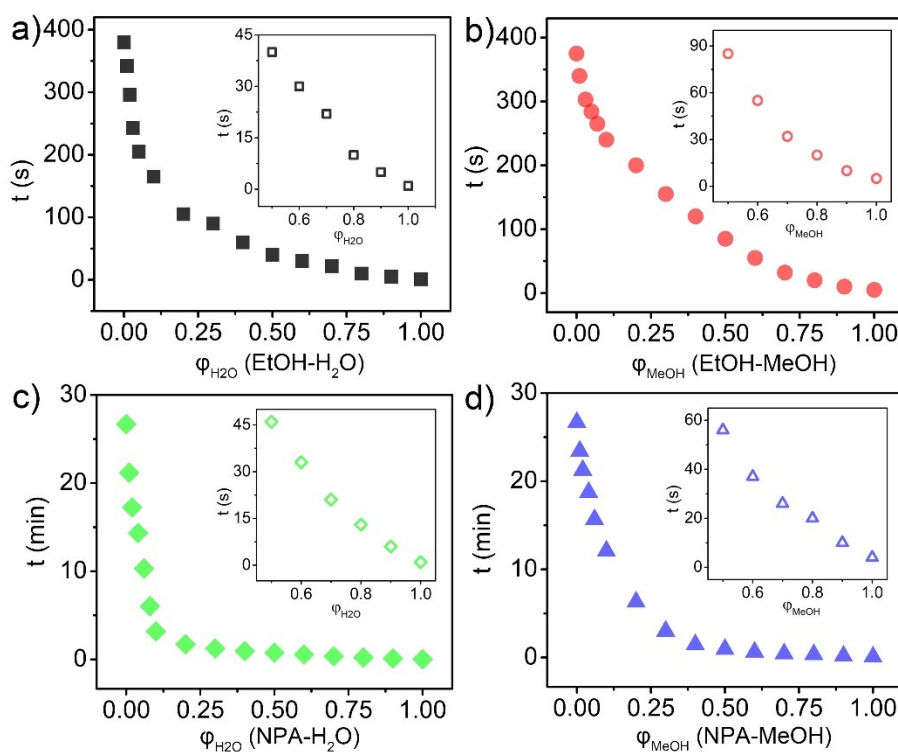 a)
400
300
200
100
0
t (s)
0.00 0.25 0.50 0.75 1.00
φH2O (EtOH-H2O)
45
30
15
0
t (s)
0.6 0.8 1.0
φH2O
b)
400
300
200
100
0
t (s)
0.00 0.25 0.50 0.75 1.00
φMeOH (EtOH-MeOH)
90
60
30
0
t (s)
0.6 0.8 1.0
φMeOH
c)
30
20
10
0
t (min)
0.00 0.25 0.50 0.75 1.00
φH2O (NPA-H2O)
45
30
15
0
t (s)
0.6 0.8 1.0
φH2O
d)
30
20
10
0
t (min)
0.00 0.25 0.50 0.75 1.00
φMeOH (NPA-MeOH)
60
40
20
0
t (s)
0.6 0.8 1.0
φMeOH